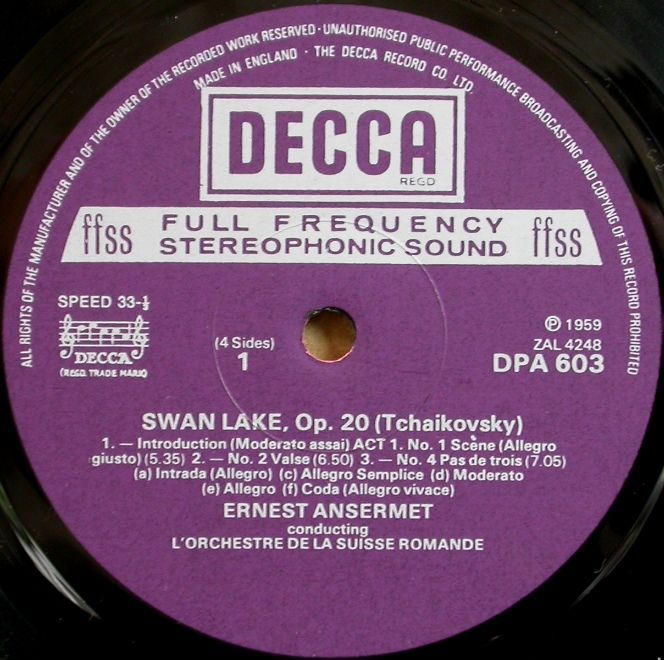 ALL RIGHTS OF THE MANUFACTURER AND OF THE OWNER OF THE RECORDED WORK RESERVED · UNAUTHORISED PUBLIC PERFORMANCE BROADCASTING AND COPYING OF THIS RECORD PROHIBITED
MADE IN ENGLAND · THE DECCA RECORD CO. LTD.
DECCA
REGD
ffss FULL FREQUENCY STEREOPHONIC SOUND ffss
SPEED 33-⅓
DECCA
(REGD. TRADE MARK)
(4 Sides)
1
℗ 1959
ZAL 4248
DPA 603
SWAN LAKE, Op. 20 (Tchaikovsky)
1. — Introduction (Moderato assai) ACT 1. No. 1 Scène (Allegro
giusto) (5.35) 2. — No. 2 Valse (6.50) 3. — No. 4 Pas de trois (7.05)
(a) Intrada (Allegro) (c) Allegro Semplice (d) Moderato
(e) Allegro (f) Coda (Allegro vivace)
ERNEST ANSERMET
conducting
L'ORCHESTRE DE LA SUISSE ROMANDE